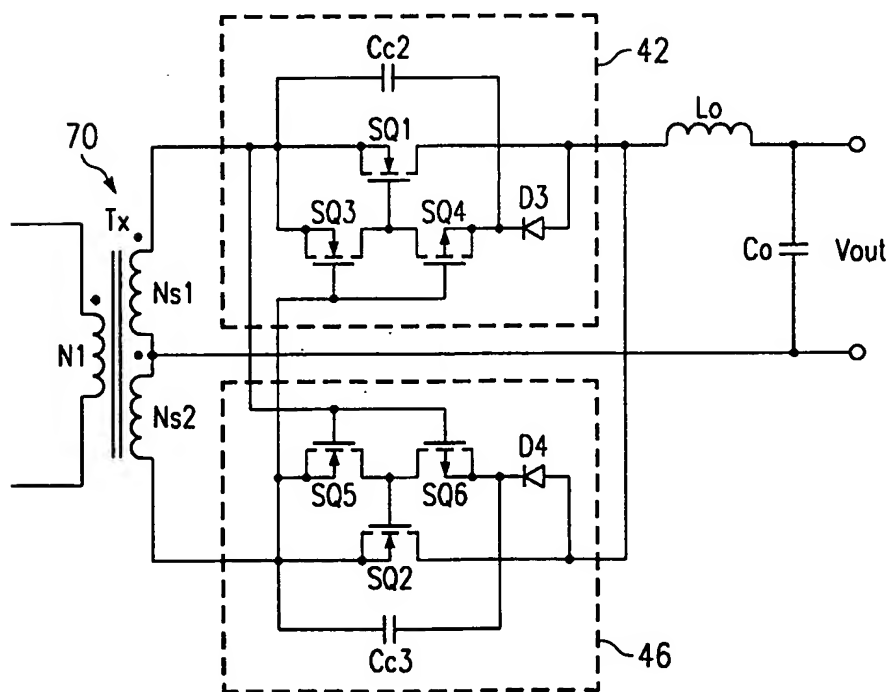 Cc2
42
Lo
70
SQ1
Tx
SQ3
SQ4
D3
Ns1
Co
Vout
N1
Ns2
D4
SQ5
SQ6
SQ2
Cc3
46